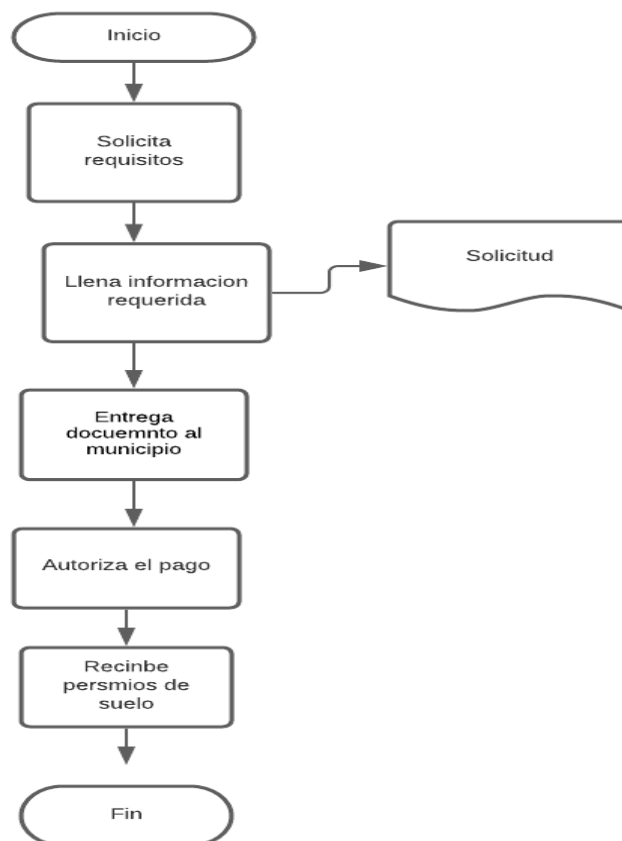 Inicio
Solicita
requisitos
Llena informacion
requerida
Solicitud
Entrega
docuemnto al
municipio
Autoriza el pago
Recinbe
persmios de
suelo
Fin